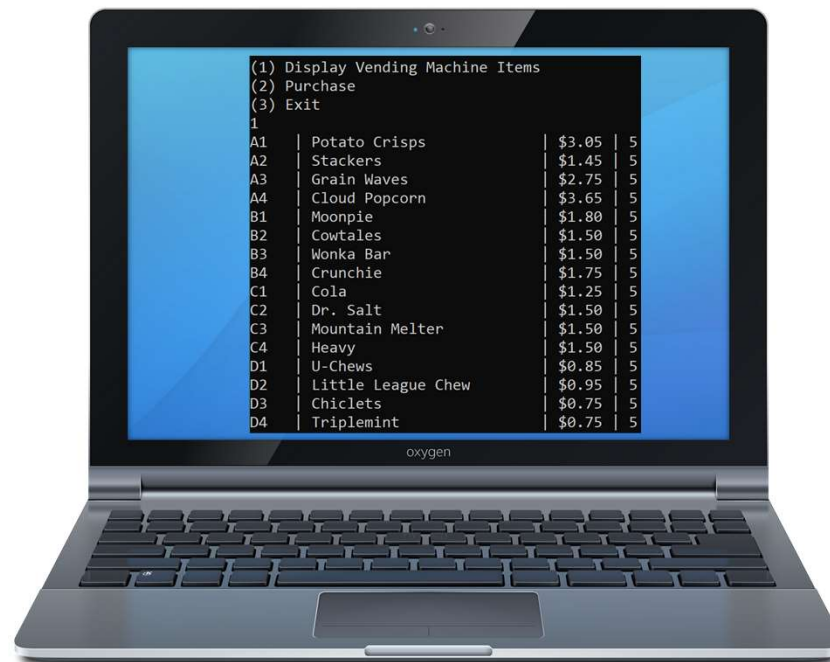 (1) Display Vending Machine Items
(2) Purchase
(3) Exit
1
A1 | Potato Crisps | $3.05 | 5
A2 | Stackers | $1.45 | 5
A3 | Grain Waves | $2.75 | 5
A4 | Cloud Popcorn | $3.65 | 5
B1 | Moonpie | $1.80 | 5
B2 | Cowtales | $1.50 | 5
B3 | Wonka Bar | $1.50 | 5
B4 | Crunchie | $1.75 | 5
C1 | Cola | $1.25 | 5
C2 | Dr. Salt | $1.50 | 5
C3 | Mountain Melter | $1.50 | 5
C4 | Heavy | $1.50 | 5
D1 | U-Chews | $0.85 | 5
D2 | Little League Chew | $0.95 | 5
D3 | Chiclets | $0.75 | 5
D4 | Triplemint | $0.75 | 5
oxygen